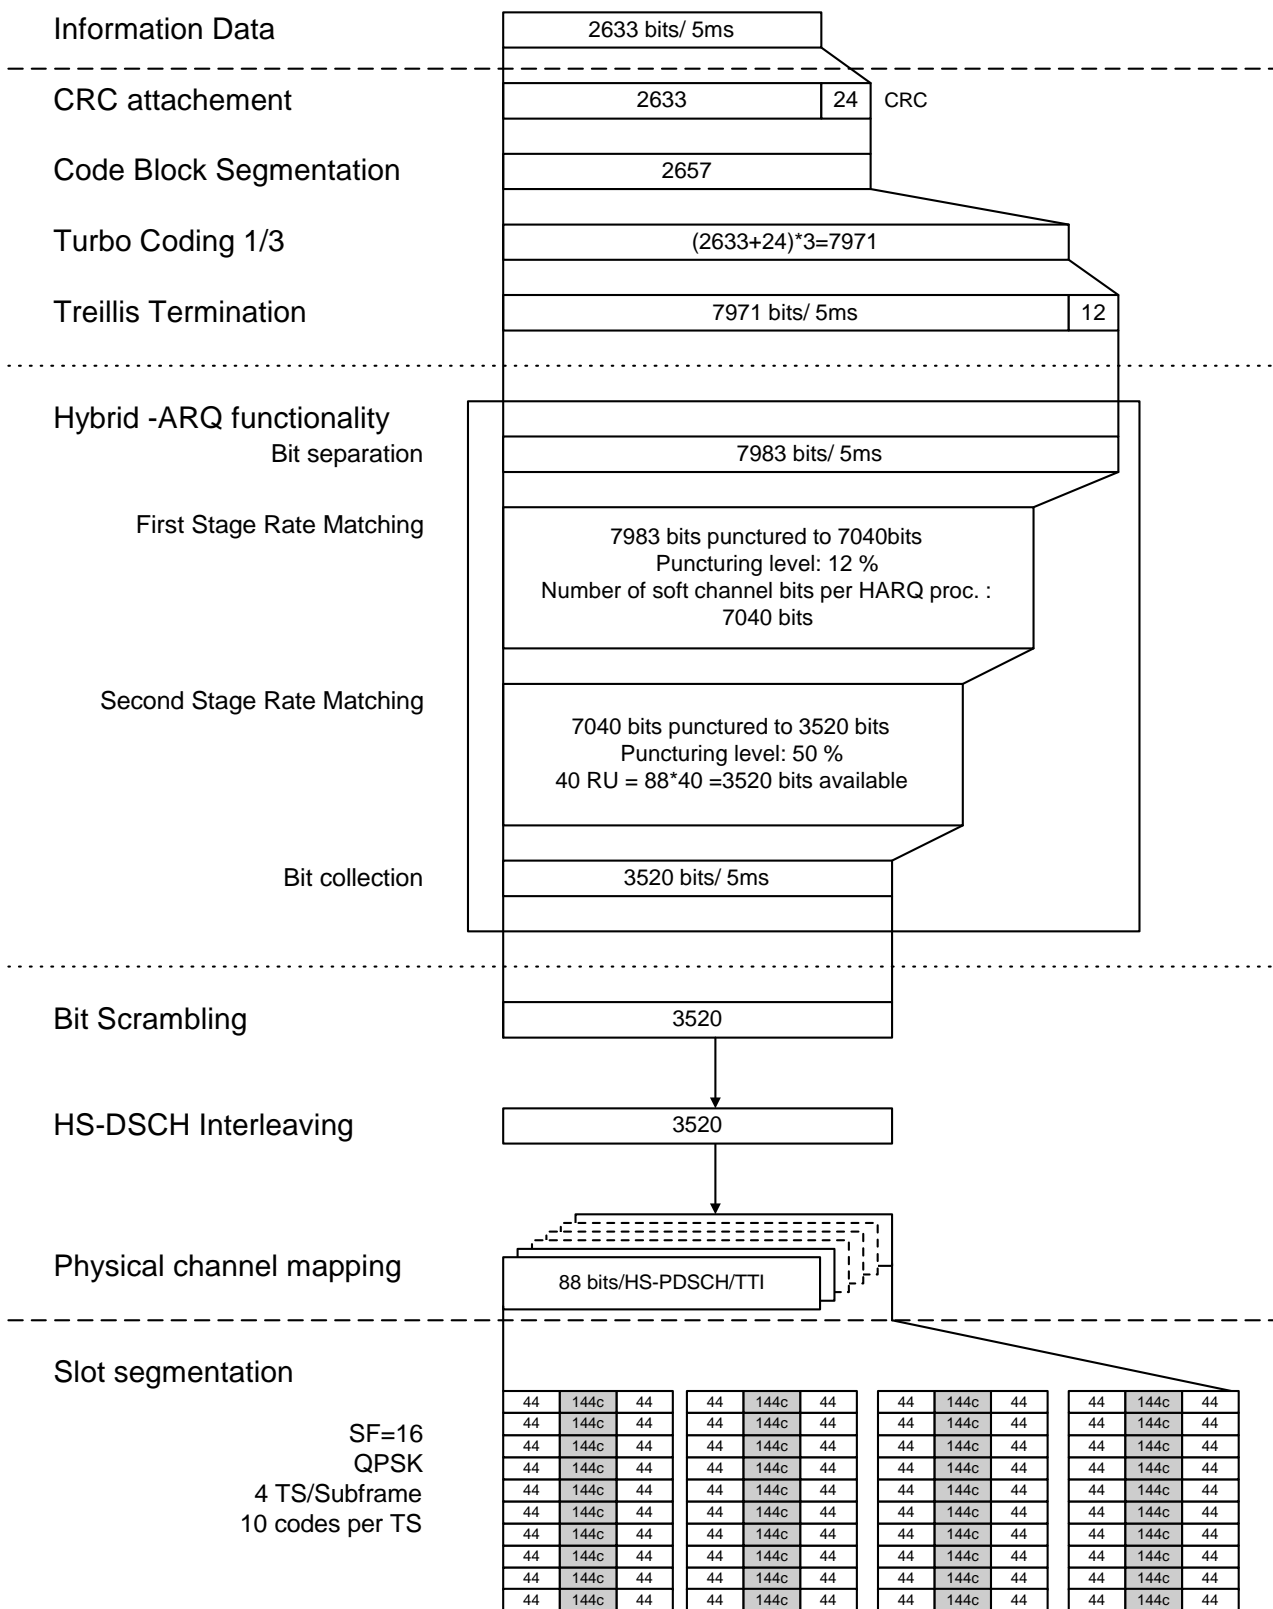 Information Data
2633 bits/ 5ms
CRC attachement
2633 24 CRC
Code Block Segmentation
2657
Turbo Coding 1/3
(2633+24)*3=7971
Treillis Termination
7971 bits/ 5ms 12
Hybrid -ARQ functionality
Bit separation
7983 bits/ 5ms
First Stage Rate Matching
7983 bits punctured to 7040bits
Puncturing level: 12 %
Number of soft channel bits per HARQ proc. :
7040 bits
Second Stage Rate Matching
7040 bits punctured to 3520 bits
Puncturing level: 50 %
40 RU = 88*40 =3520 bits available
Bit collection
3520 bits/ 5ms
Bit Scrambling
3520
HS-DSCH Interleaving
3520
Physical channel mapping
88 bits/HS-PDSCH/TTI
Slot segmentation
SF=16
QPSK
4 TS/Subframe
10 codes per TS
44 144c 44 44 144c 44 44 144c 44 44 144c 44
44 144c 44 44 144c 44 44 144c 44 44 144c 44
44 144c 44 44 144c 44 44 144c 44 44 144c 44
44 144c 44 44 144c 44 44 144c 44 44 144c 44
44 144c 44 44 144c 44 44 144c 44 44 144c 44
44 144c 44 44 144c 44 44 144c 44 44 144c 44
44 144c 44 44 144c 44 44 144c 44 44 144c 44
44 144c 44 44 144c 44 44 144c 44 44 144c 44
44 144c 44 44 144c 44 44 144c 44 44 144c 44
44 144c 44 44 144c 44 44 144c 44 44 144c 44